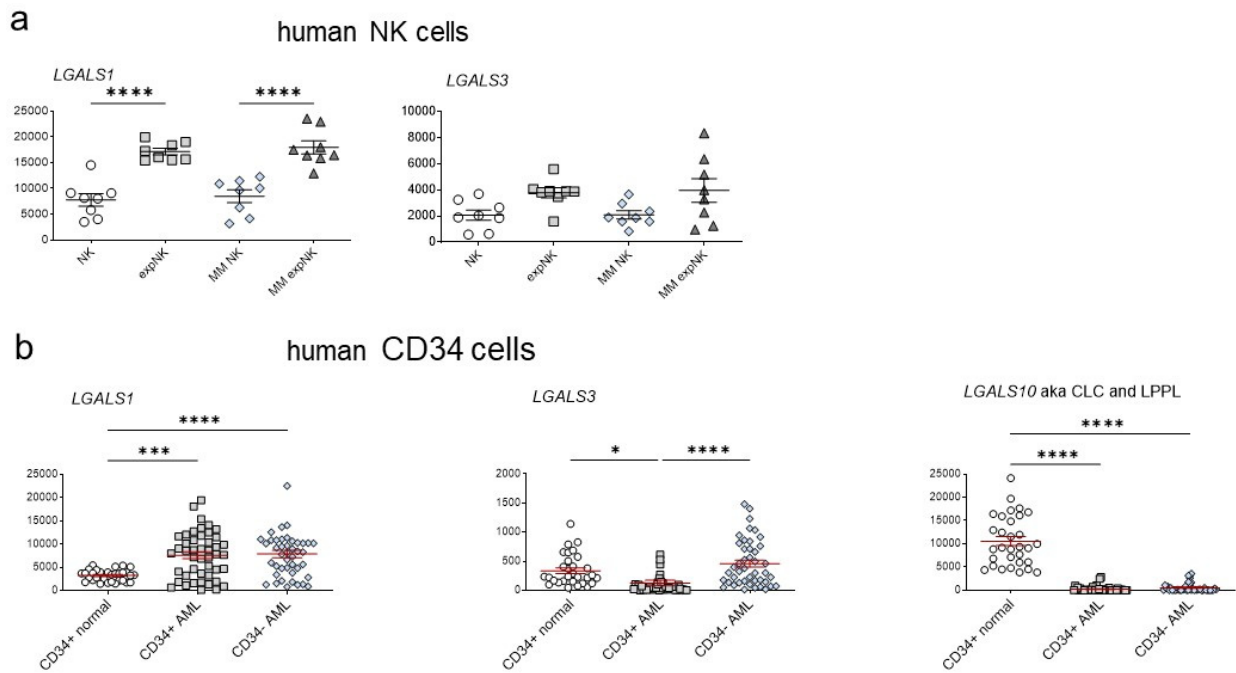 a
human NK cells
LGALS1
**** ****
25000
20000
15000
10000
5000
0
NK
expNK
MM NK
MM expNK
LGALS3
10000
8000
6000
4000
2000
0
NK
expNK
MM NK
MM expNK
b
human CD34 cells
LGALS1
****
***
25000
20000
15000
10000
5000
0
CD34+ normal
CD34+ AML
CD34- AML
LGALS3
* ****
2000
1500
1000
500
0
CD34+ normal
CD34+ AML
CD34- AML
LGALS10 aka CLC and LPPL
****
****
25000
20000
15000
10000
5000
0
CD34+ normal
CD34+ AML
CD34- AML